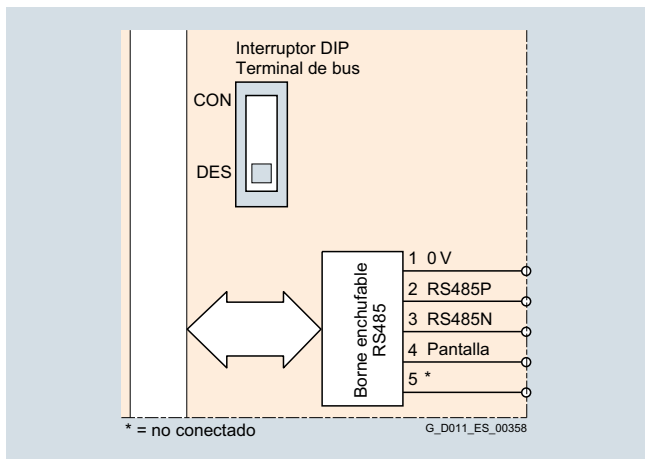 Interruptor DIP
Terminal de bus
CON
DES
Borne enchufable
RS485
1 0 V
2 RS485P
3 RS485N
4 Pantalla
5 *
* = no conectado
G_D011_ES_00358